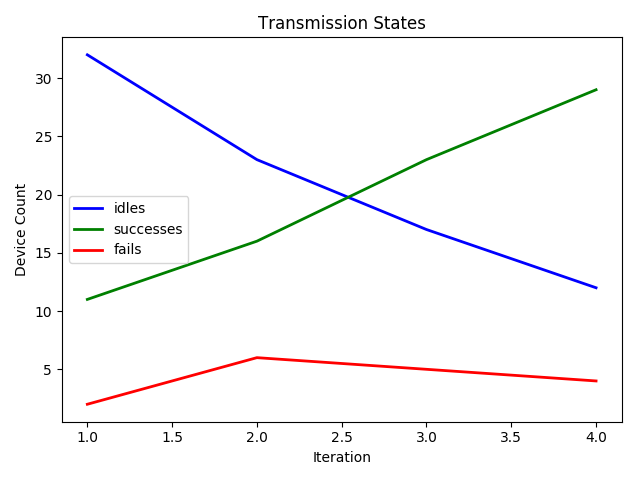 Transmission States
Device Count
30
25
20
15
10
5
idles
successes
fails
1.0 1.5 2.0 2.5 3.0 3.5 4.0
Iteration